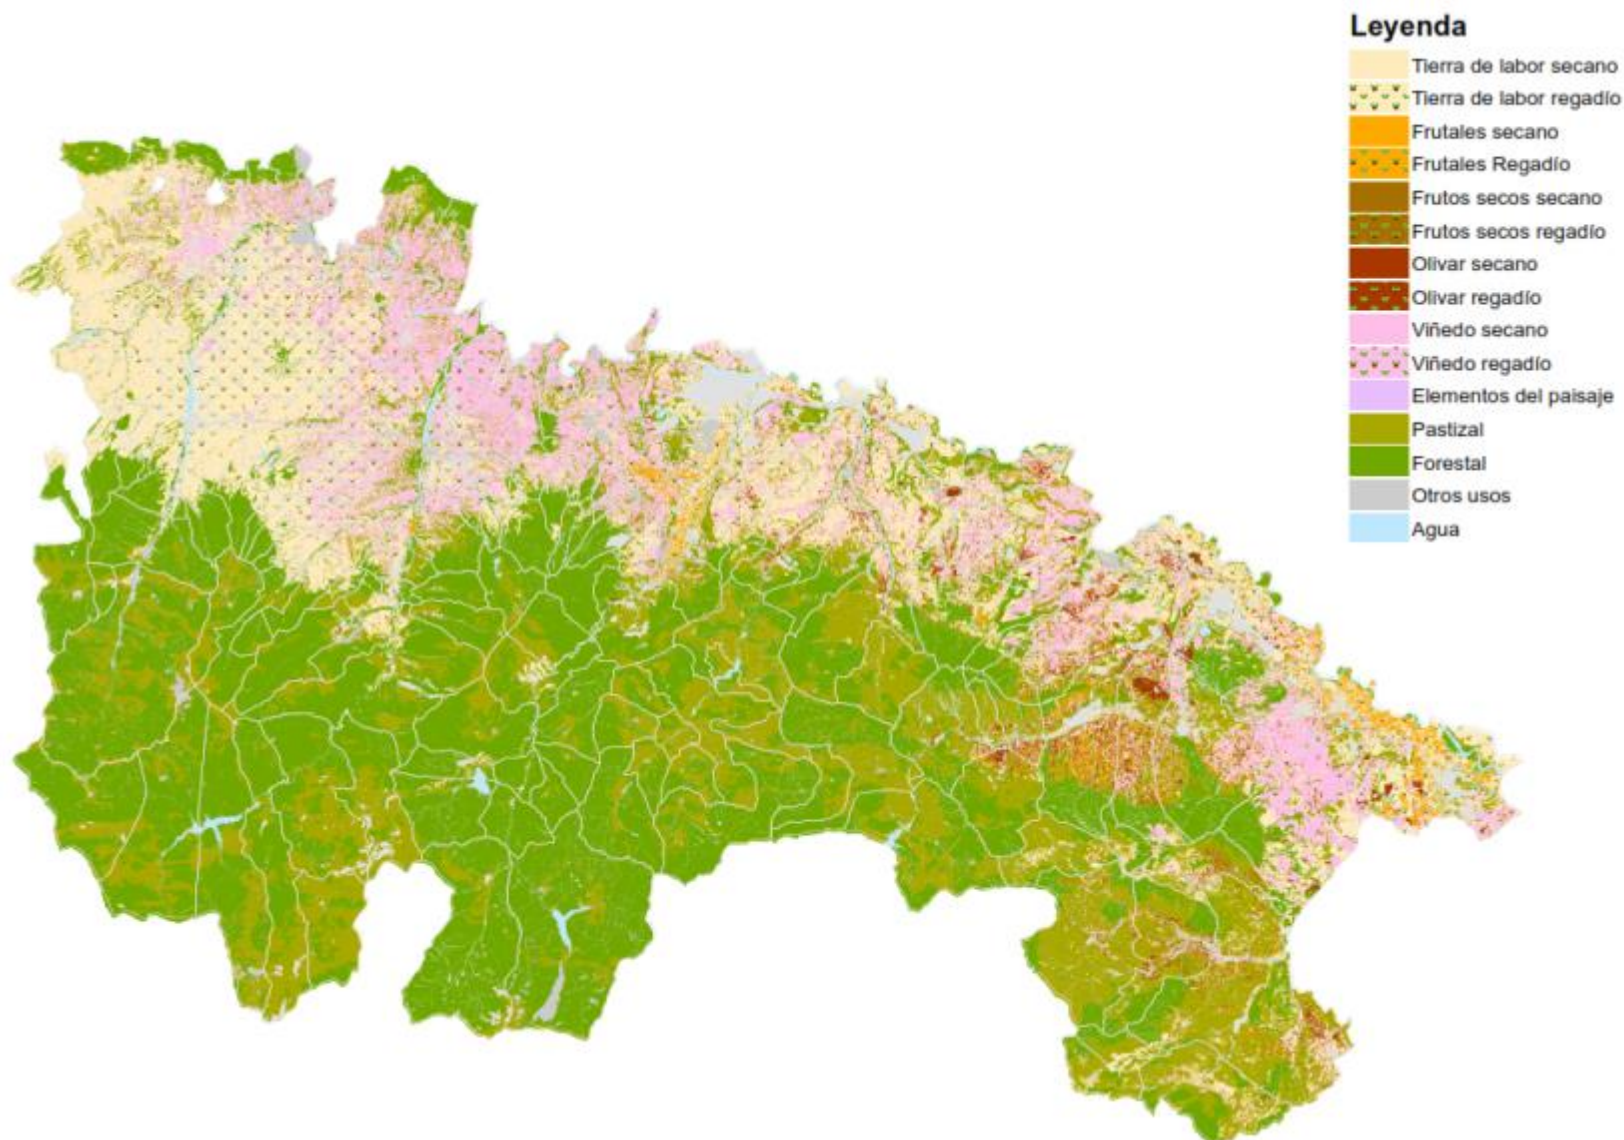 Leyenda
Tierra de labor secano
Tierra de labor regadío
Frutales secano
Frutales Regadío
Frutos secos secano
Frutos secos regadío
Olivar secano
Olivar regadío
Viñedo secano
Viñedo regadío
Elementos del paisaje
Pastizal
Forestal
Otros usos
Agua